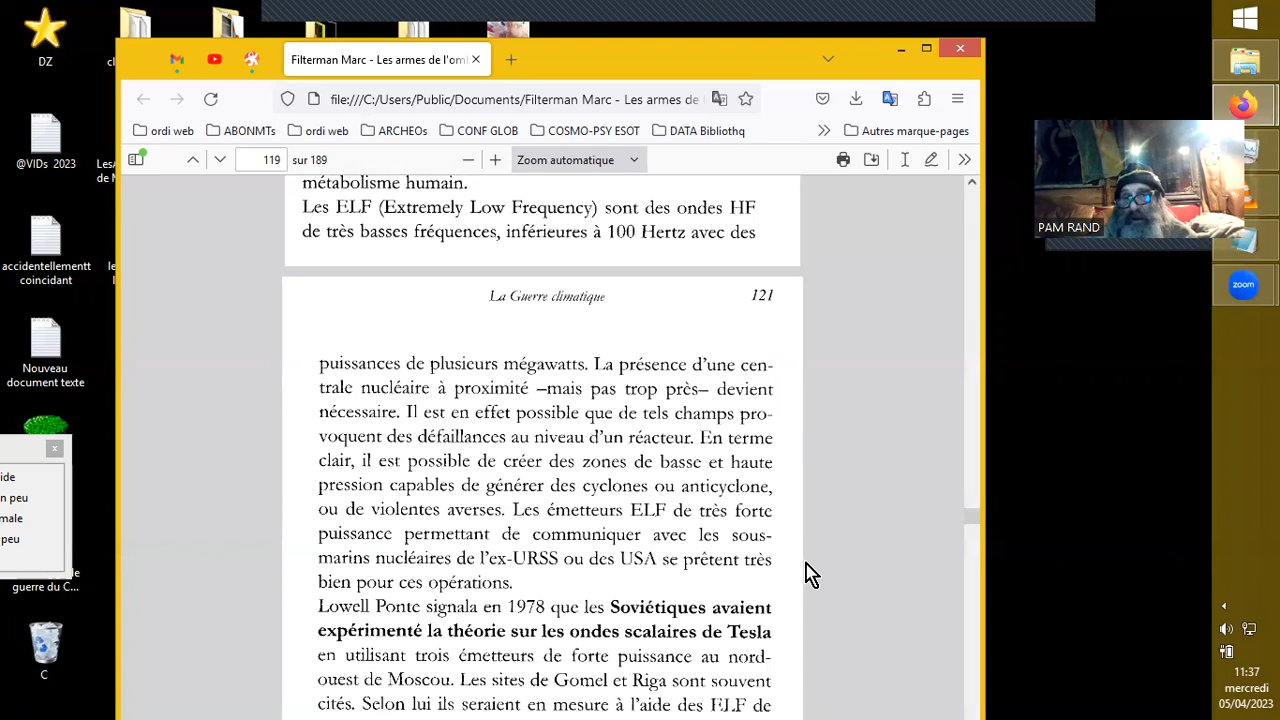 DZ
@VIDs 2023
accidentellementt
coincidant
Nouveau
document texte
guerre du C...
C
ide
n peu
male
peu
Filterman Marc - Les armes de l'om
file:///C:/Users/Public/Documents/Filterman Marc - Les armes de
ordi web
ABONMTs
ordi web
ARCHEOs
CONF GLOB
COSMO-PSY ESOT
DATA Bibliothq
Autres marque-pages
119 sur 189
Zoom automatique
métabolisme humain.
Les ELF (Extremely Low Frequency) sont des ondes HF
de très basses fréquences, inférieures à 100 Hertz avec des
La Guerre climatique 121
puissances de plusieurs mégawatts. La présence d'une cen-
trale nucléaire à proximité –mais pas trop près– devient
nécessaire. Il est en effet possible que de tels champs pro-
voquent des défaillances au niveau d'un réacteur. En terme
clair, il est possible de créer des zones de basse et haute
pression capables de générer des cyclones ou anticyclone,
ou de violentes averses. Les émetteurs ELF de très forte
puissance permettant de communiquer avec les sous-
marins nucléaires de l'ex-URSS ou des USA se prêtent très
bien pour ces opérations.
Lowell Ponte signala en 1978 que les Soviétiques avaient
expérimenté la théorie sur les ondes scalaires de Tesla
en utilisant trois émetteurs de forte puissance au nord-
ouest de Moscou. Les sites de Gomel et Riga sont souvent
cités. Selon lui ils seraient en mesure à l'aide des ELF de
PAM RAND
zoom
11:37
mercredi
05/04/2023